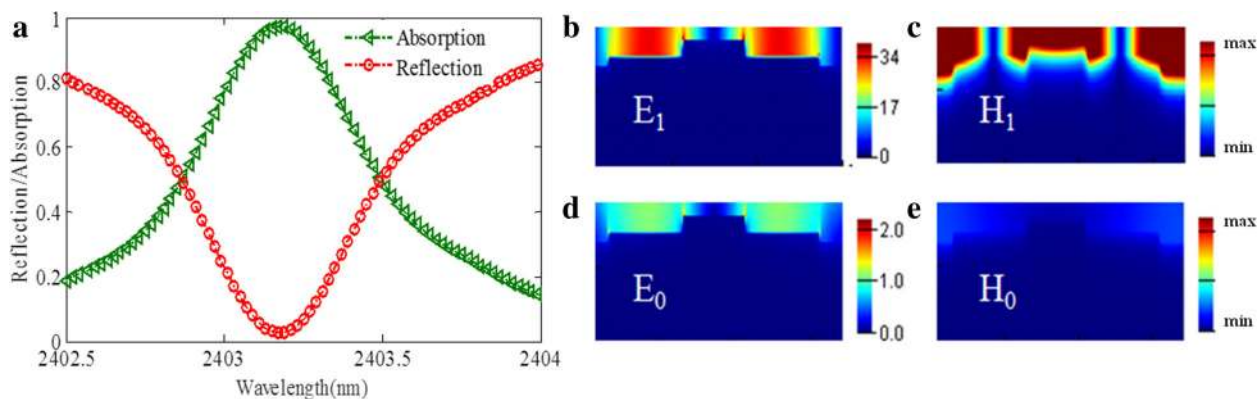 a
1
0.8
0.6
0.4
0.2
0
Reflection/Absorption
Absorption
Reflection
2402.5 2403 2403.5 2404
Wavelength(nm)
b
E1
34
17
0
c
H1
max
min
d
E0
2.0
1.0
0.0
e
H0
max
min